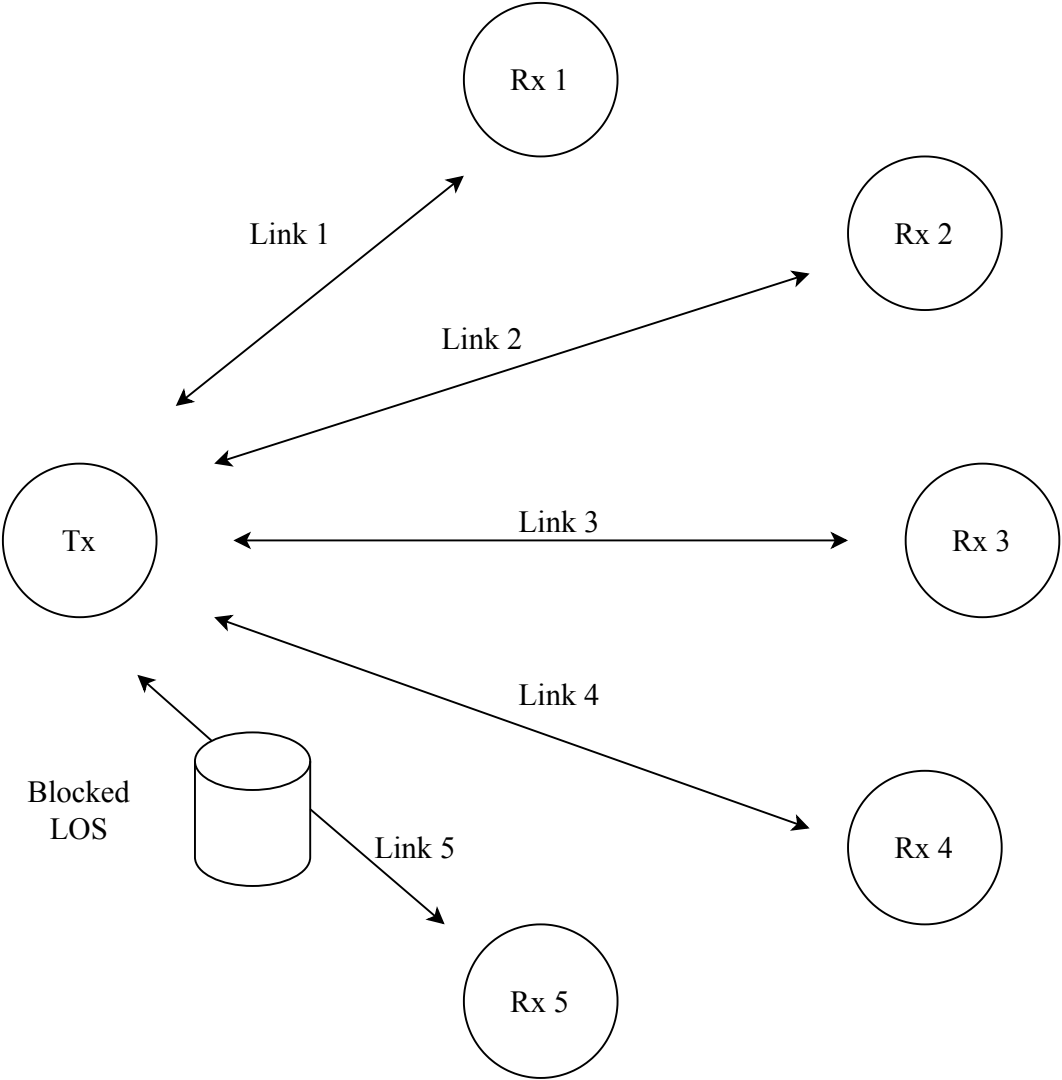 Rx 1
Link 1
Rx 2
Link 2
Tx
Link 3
Rx 3
Link 4
Blocked
LOS
Link 5
Rx 4
Rx 5